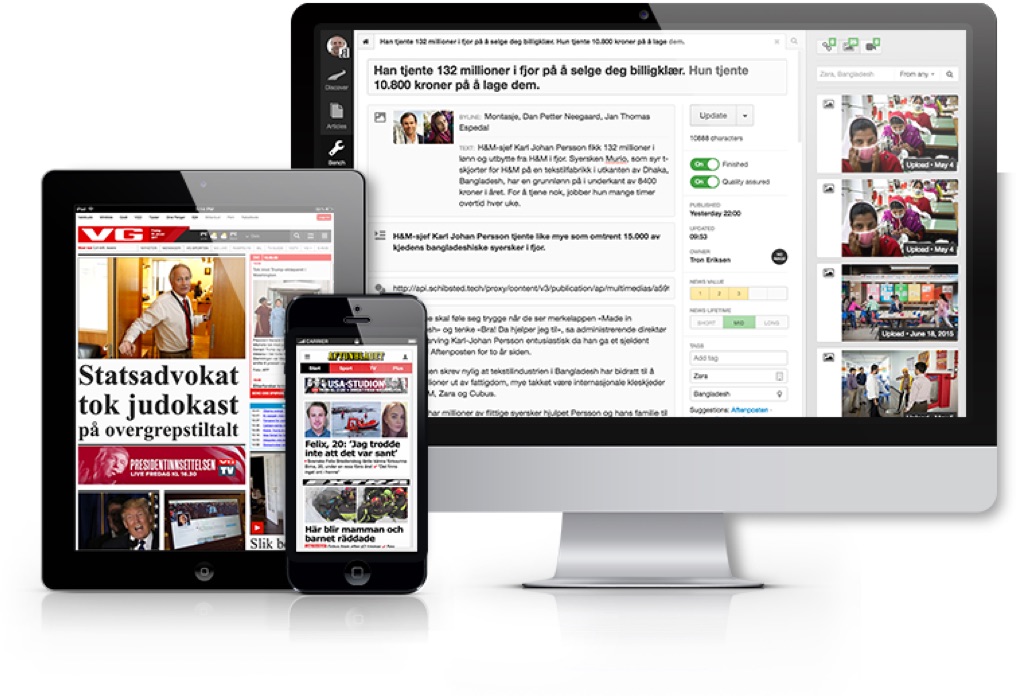 Han tjente 132 millioner i fjor på å selge deg billigklær. Hun tjente 10.800 kroner på å lage dem.
Discover
Articles
Bench
Han tjente 132 millioner i fjor på å selge deg billigklær. Hun tjente
10.800 kroner på å lage dem.
BYLINE: Montasje, Dan Petter Neegaard, Jan Thomas
Espedal
TEXT: H&M-sjef Karl Johan Persson fikk 132 millioner i
lønn og utbytte fra H&M i fjor. Syersken Murio, som syr t-
skjorter for H&M på en tekstilfabrikk i utkanten av Dhaka,
Bangladesh, har en grunnlønn på i underkant av 8400
kroner i året. For å tjene nok, jobber hun mange timer
overtid hver uke.
H&M-sjef Karl Johan Persson tjente like mye som omtrent 15.000 av
kjedens bangladeshiske syersker i fjor.
http://api.schibsted.tech/proxy/content/v3/publication/ap/multimedias/a59
skal føle seg trygge når de ser merkelappen «Made in
og tenke «Bra! Da hjelper jeg til», sa administrerende direktør
arving Karl-Johan Persson entusiastisk da han ga et sjeldent
Aftenposten for to år siden.
en skrev nylig at tekstilindustrien i Bangladesh har bidratt til å
millioner ut av fattigdom, mye takket være internasjonale kleskjeder
M, Zara og Cubus.
har millioner av flittige syersker hjulpet Persson og hans familie til
Update
10888 characters
On Finished
On Quality assured
PUBLISHED
Yesterday 22:00
UPDATED
09:53
OWNER
Tron Eriksen
NEWS VALUE
1 2 3
NEWS LIFETIME
SHORT MID LONG
TAGS
Add tag
Zara
Bangladesh
Suggestions: Aftenposten -
Zara, Bangladesh
From any
Upload - May 4
Upload - May 4
Upload - June 18, 2015
VG
Statsadvokat
tok judokast
på overgrepstiltalt
PRESIDENTINNSETTELSEN
LIVE FREDAG KL 16.30
VG TV
Slik be
CARRIER
AFTONBLADET
Start Sport TV Plus
USA-STUDION
Felix, 20: 'Jag trodde
inte att det var sant'
EXTRA
Här blir mamman och
barnet räddade